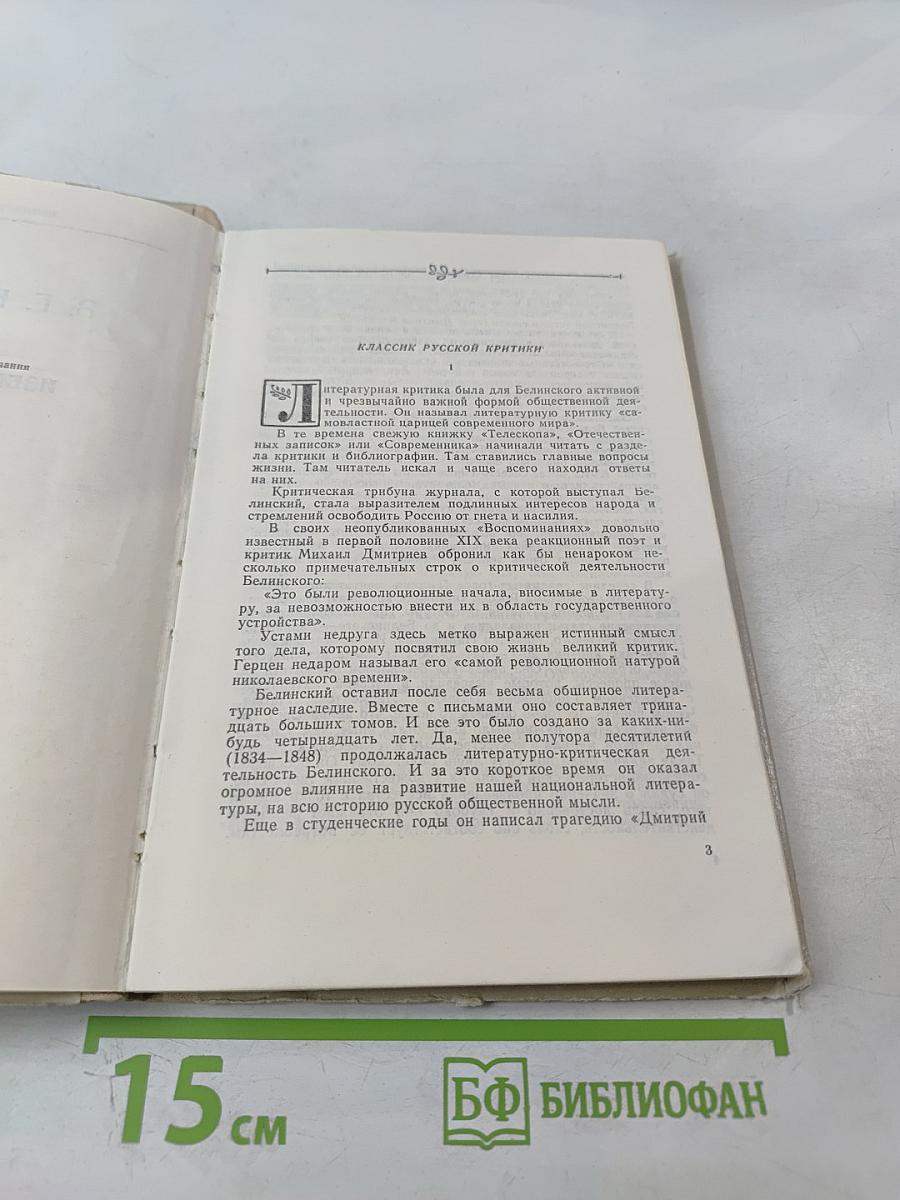 В. Г.
вания
ИЗБ
КЛАССИК РУССКОЙ КРИТИКИ
1
Литературная критика была для Белинского активной
и чрезвычайно важной формой общественной дея-
тельности. Он называл литературную критику «са-
мовластной царицей современного мира».
В те времена свежую книжку «Телескопа», «Отечествен-
ных записок» или «Современника» начинали читать с разде-
ла критики и библиографии. Там ставились главные вопросы
жизни. Там читатель искал и чаще всего находил ответы
на них.
Критическая трибуна журнала, с которой выступал Бе-
линский, стала выразителем подлинных интересов народа и
стремлений освободить Россию от гнета и насилия.
В своих неопубликованных «Воспоминаниях» довольно
известный в первой половине XIX века реакционный поэт и
критик Михаил Дмитриев обронил как бы ненароком не-
сколько примечательных строк о критической деятельности
Белинского:
«Это были революционные начала, вносимые в литерату-
ру, за невозможностью внести их в область государственного
устройства».
Устами недруга здесь метко выражен истинный смысл
того дела, которому посвятил свою жизнь великий критик.
Герцен недаром называл его «самой революционной натурой
николаевского времени».
Белинский оставил после себя весьма обширное литера-
турное наследие. Вместе с письмами оно составляет трина-
дцать больших томов. И все это было создано за каких-ни-
будь четырнадцать лет. Да, менее полутора десятилетий
(1834—1848) продолжалась литературно-критическая дея-
тельность Белинского. И за это короткое время он оказал
огромное влияние на развитие нашей национальной литера-
туры, на всю историю русской общественной мысли.
Еще в студенческие годы он написал трагедию «Дмитрий
3
15 см
БФ БИБЛИОФАН